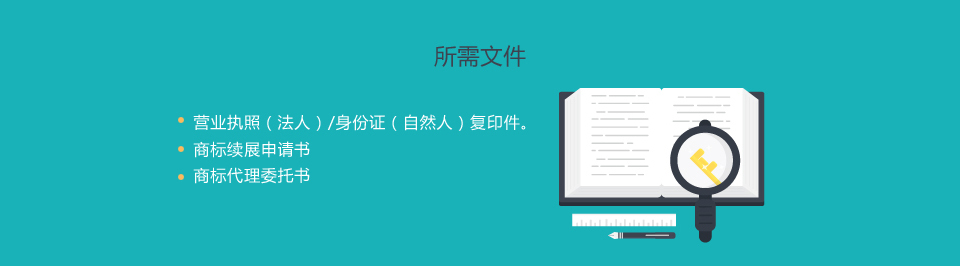 所需文件
营业执照（法人）/身份证（自然人）复印件。
商标续展申请书
商标代理委托书